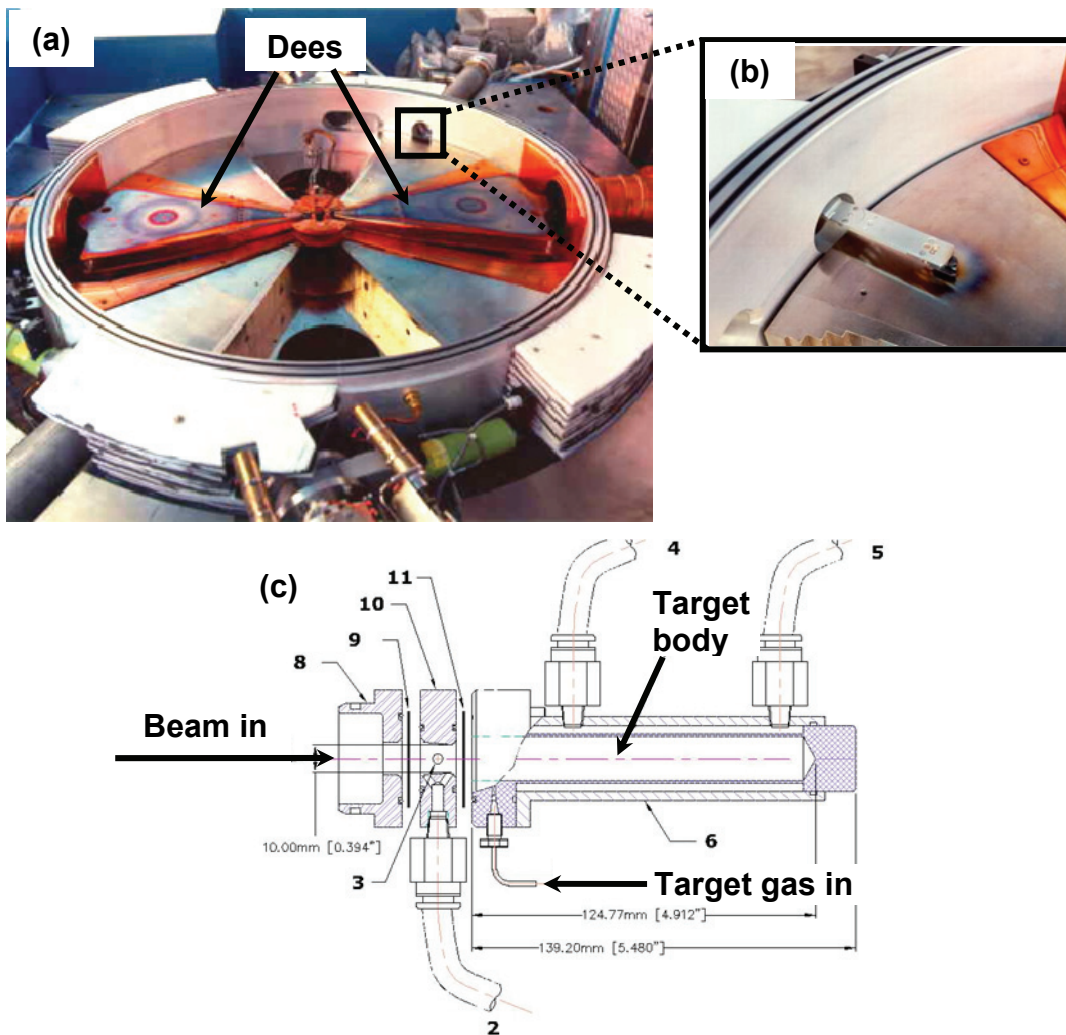 (a)
Dees
(b)
(c)
4
5
11
10
9
8
Target
body
Beam in
10.00mm [0.394"]
3
6
Target gas in
124.77mm [4.912"]
139.20mm [5.480"]
2